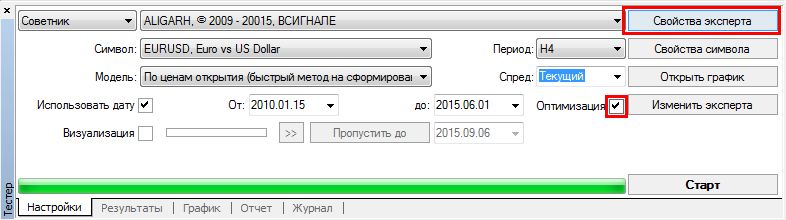 Советник ALIGARH, © 2009 - 20015, ВСИГНАЛЕ Свойства эксперта
Символ: EURUSD, Euro vs US Dollar Период: H4 Свойства символа
Модель: По ценам открытия (быстрый метод на сформирован Спред: Текущий Открыть график
Использовать дату От: 2010.01.15 до: 2015.06.01 Оптимизация Изменить эксперта
Визуализация >> Пропустить до 2015.09.06
Старт
Настройки Результаты График Отчет Журнал
Тестер